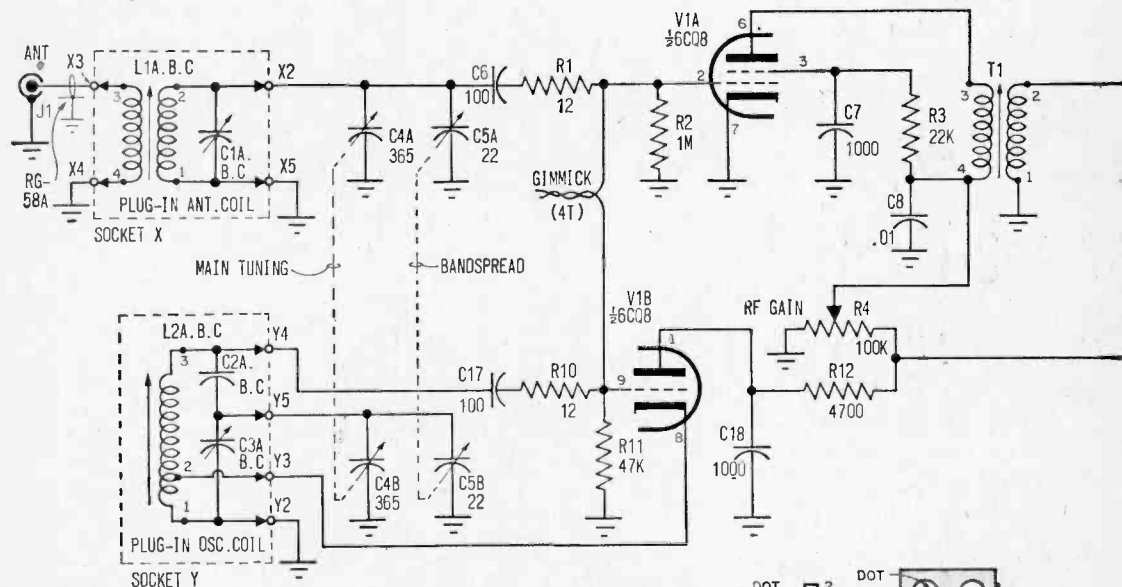 ANT
J1
X3
L1A.B.C
X2
3
2
C1A.
B.C
4
1
X4
X5
RG-
58A
PLUG-IN ANT.COIL
SOCKET X
C4A
365
C5A
22
C6
100
R1
12
R2
1M
V1A
½6CQ8
6
2
3
7
C7
1000
R3
22K
C8
.01
T1
3
2
4
1
GIMMICK
(4T)
MAIN TUNING
BANDSPREAD
RF GAIN
R4
100K
R12
4700
L2A.B.C
Y4
3
C2A.
B.C
Y5
C3A
B.C
Y3
2
Y2
1
PLUG-IN OSC.COIL
SOCKET Y
C4B
365
C5B
22
C17
100
R10
12
R11
47K
V1B
½6CQ8
1
9
8
C18
1000
DOT
2
DOT